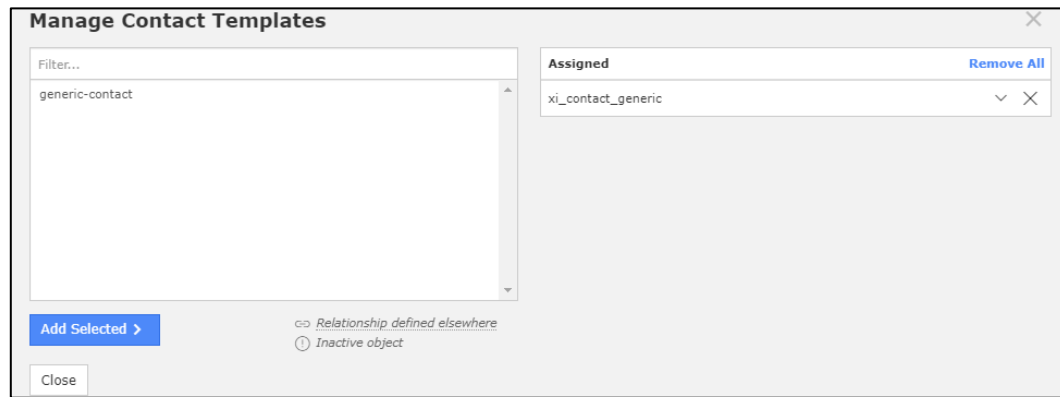 Manage Contact Templates
Filter...
generic-contact
Assigned
Remove All
xi_contact_generic
Add Selected
Relationship defined elsewhere
Inactive object
Close